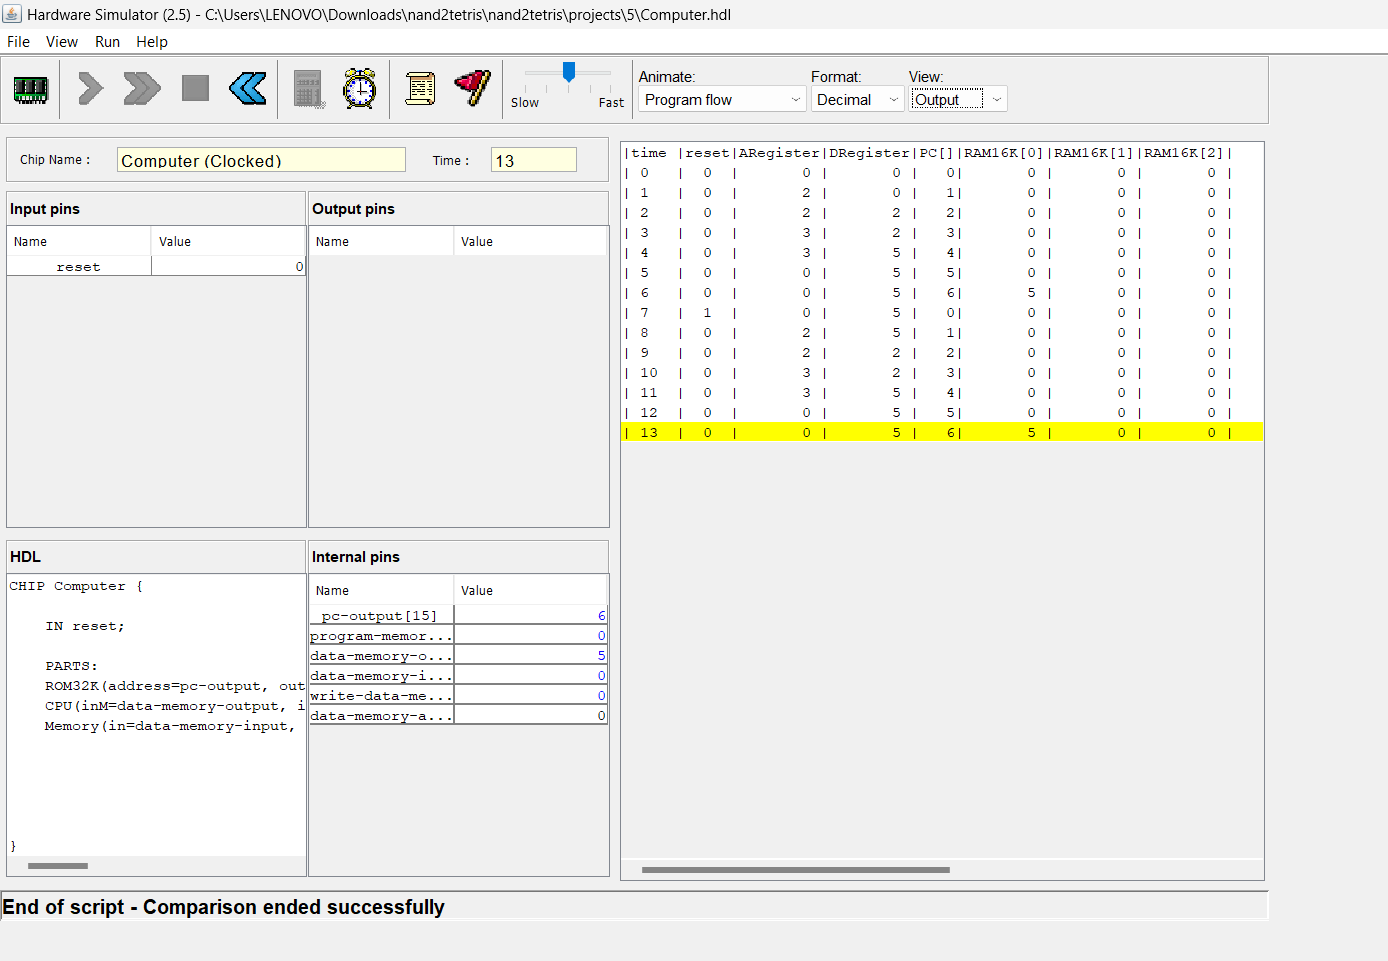 Hardware Simulator (2.5) - C:\Users\LENOVO\Downloads\nand2tetris\nand2tetris\projects\5\Computer.hdl
File View Run Help
Slow Fast
Animate: Format: View:
Program flow Decimal Output
Chip Name : Computer (Clocked) Time : 13
Input pins
Name Value
reset 0
Output pins
Name Value
HDL
CHIP Computer {
IN reset;
PARTS:
ROM32K(address=pc-output, out
CPU(inM=data-memory-output, i
Memory(in=data-memory-input,
}
Internal pins
Name Value
pc-output[15] 6
program-memor... 0
data-memory-o... 5
data-memory-i... 0
write-data-me... 0
data-memory-a... 0
|time |reset|ARegister|DRegister|PC[]|RAM16K[0]|RAM16K[1]|RAM16K[2]|
| 0 | 0 | 0 | 0 | 0| 0 | 0 | 0 |
| 1 | 0 | 2 | 0 | 1| 0 | 0 | 0 |
| 2 | 0 | 2 | 2 | 2| 0 | 0 | 0 |
| 3 | 0 | 3 | 2 | 3| 0 | 0 | 0 |
| 4 | 0 | 3 | 5 | 4| 0 | 0 | 0 |
| 5 | 0 | 0 | 5 | 5| 0 | 0 | 0 |
| 6 | 0 | 0 | 5 | 6| 5 | 0 | 0 |
| 7 | 1 | 0 | 5 | 0| 0 | 0 | 0 |
| 8 | 0 | 2 | 5 | 1| 0 | 0 | 0 |
| 9 | 0 | 2 | 2 | 2| 0 | 0 | 0 |
| 10 | 0 | 3 | 2 | 3| 0 | 0 | 0 |
| 11 | 0 | 3 | 5 | 4| 0 | 0 | 0 |
| 12 | 0 | 0 | 5 | 5| 0 | 0 | 0 |
| 13 | 0 | 0 | 5 | 6| 5 | 0 | 0 |
End of script - Comparison ended successfully